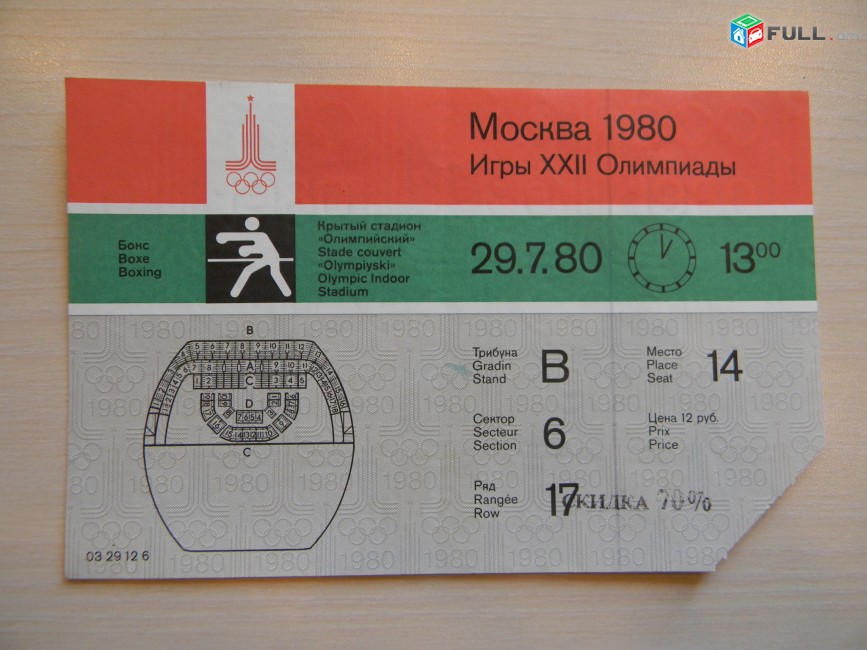 FULL.am
Москва 1980
Игры XXII Олимпиады
Бокс
Boxe
Boxing
Крытый стадион
«Олимпийский»
Stade couvert
"Olympiyski"
Olympic Indoor
Stadium
29.7.80
13⁰⁰
Трибуна
Gradin
Stand
B
Место
Place
Seat
14
Сектор
Secteur
Section
6
Цена 12 руб.
Prix
Price
Ряд
Rangée
Row
17
СКИДКА 70%
B
A
C
D
C
03 29 12 6